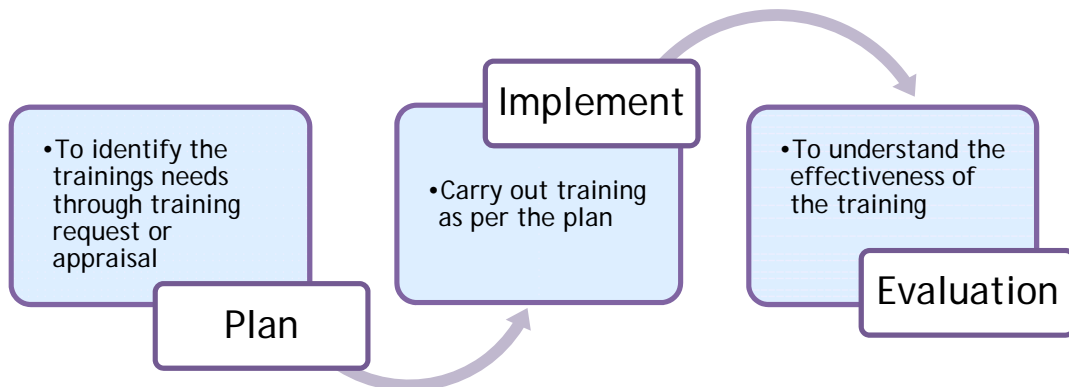 •To identify the
trainings needs
through training
request or
appraisal
Plan
Implement
•Carry out training
as per the plan
•To understand the
effectiveness of
the training
Evaluation